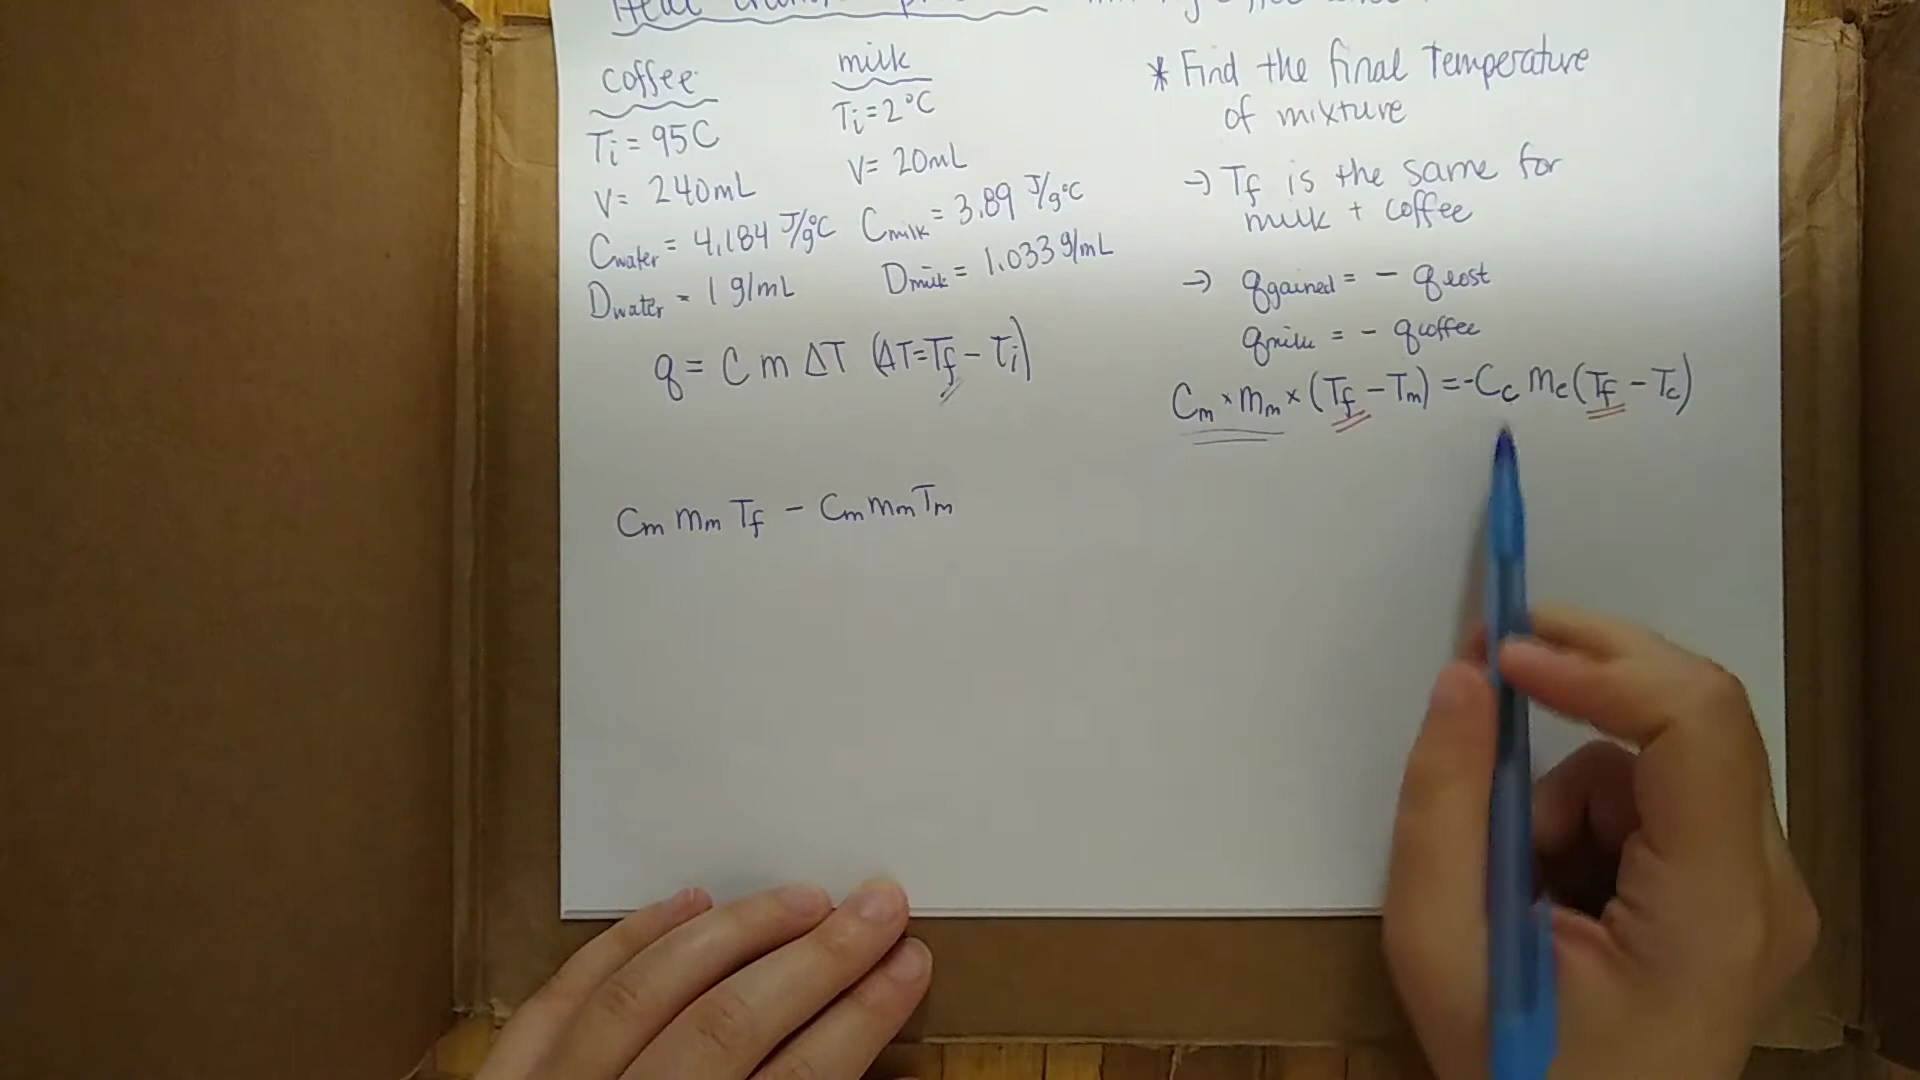 coffee
Ti = 95C
V = 240mL
Cwater = 4.184 J/g°C
Dwater = 1 g/mL
milk
Ti = 2°C
V = 20mL
Cmilk = 3.89 J/g°C
Dmilk = 1.033 g/mL
q = C m ΔT (ΔT = Tf - Ti)
Cm mm Tf - Cm mm Tm
* Find the final Temperature
of mixture
→ Tf is the same for
milk + coffee
→ qgained = - qlost
qmilk = - qcoffee
Cm × mm × (Tf - Tm) = -Cc mc (Tf - Tc)